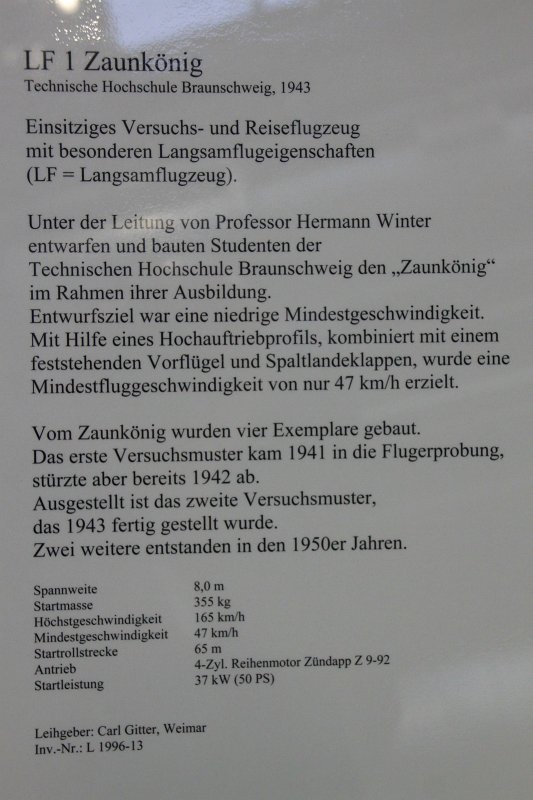 LF 1 Zaunkönig
Technische Hochschule Braunschweig, 1943
Einsitziges Versuchs- und Reiseflugzeug
mit besonderen Langsamflugeigenschaften
(LF = Langsamflugzeug).
Unter der Leitung von Professor Hermann Winter
entwarfen und bauten Studenten der
Technischen Hochschule Braunschweig den „Zaunkönig“
im Rahmen ihrer Ausbildung.
Entwurfsziel war eine niedrige Mindestgeschwindigkeit.
Mit Hilfe eines Hochauftriebprofils, kombiniert mit einem
feststehenden Vorflügel und Spaltlandeklappen, wurde eine
Mindestfluggeschwindigkeit von nur 47 km/h erzielt.
Vom Zaunkönig wurden vier Exemplare gebaut.
Das erste Versuchsmuster kam 1941 in die Flugerprobung,
stürzte aber bereits 1942 ab.
Ausgestellt ist das zweite Versuchsmuster,
das 1943 fertig gestellt wurde.
Zwei weitere entstanden in den 1950er Jahren.
Spannweite 8,0 m
Startmasse 355 kg
Höchstgeschwindigkeit 165 km/h
Mindestgeschwindigkeit 47 km/h
Startrollstrecke 65 m
Antrieb 4-Zyl. Reihenmotor Zündapp Z 9-92
Startleistung 37 kW (50 PS)
Leihgeber: Carl Gitter, Weimar
Inv.-Nr.: L 1996-13